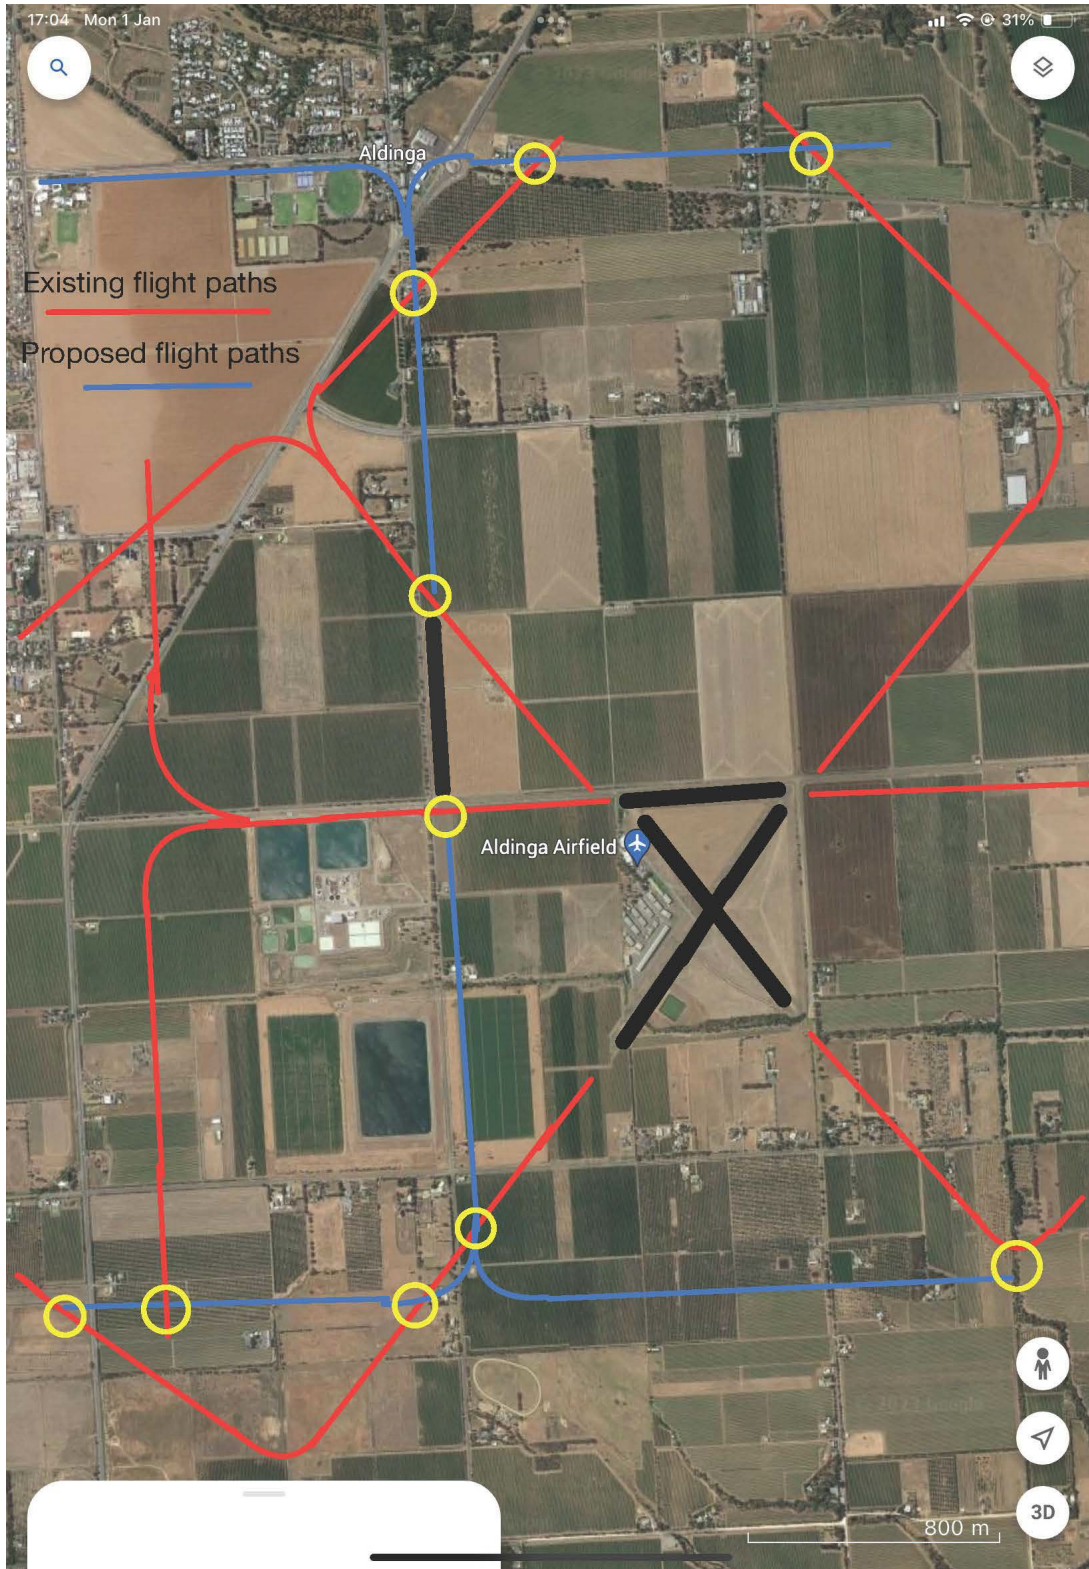 17:04 Mon 1 Jan
31%
Aldinga
Existing flight paths
Proposed flight paths
Aldinga Airfield
3D
800 m